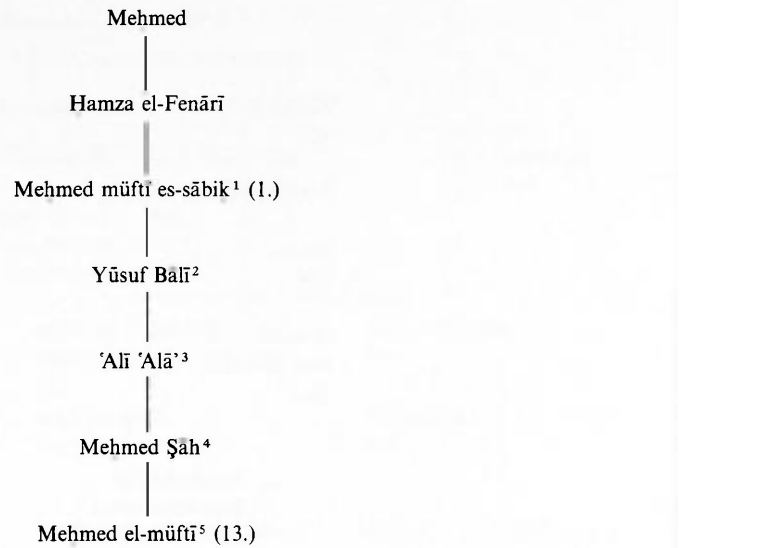 Mehmed
Hamza el-Fenārī
Mehmed müftī es-sābik¹ (1.)
Yūsuf Bālī²
ʿAlī ʿAlāʾ³
Mehmed Şāh⁴
Mehmed el-müftī⁵ (13.)